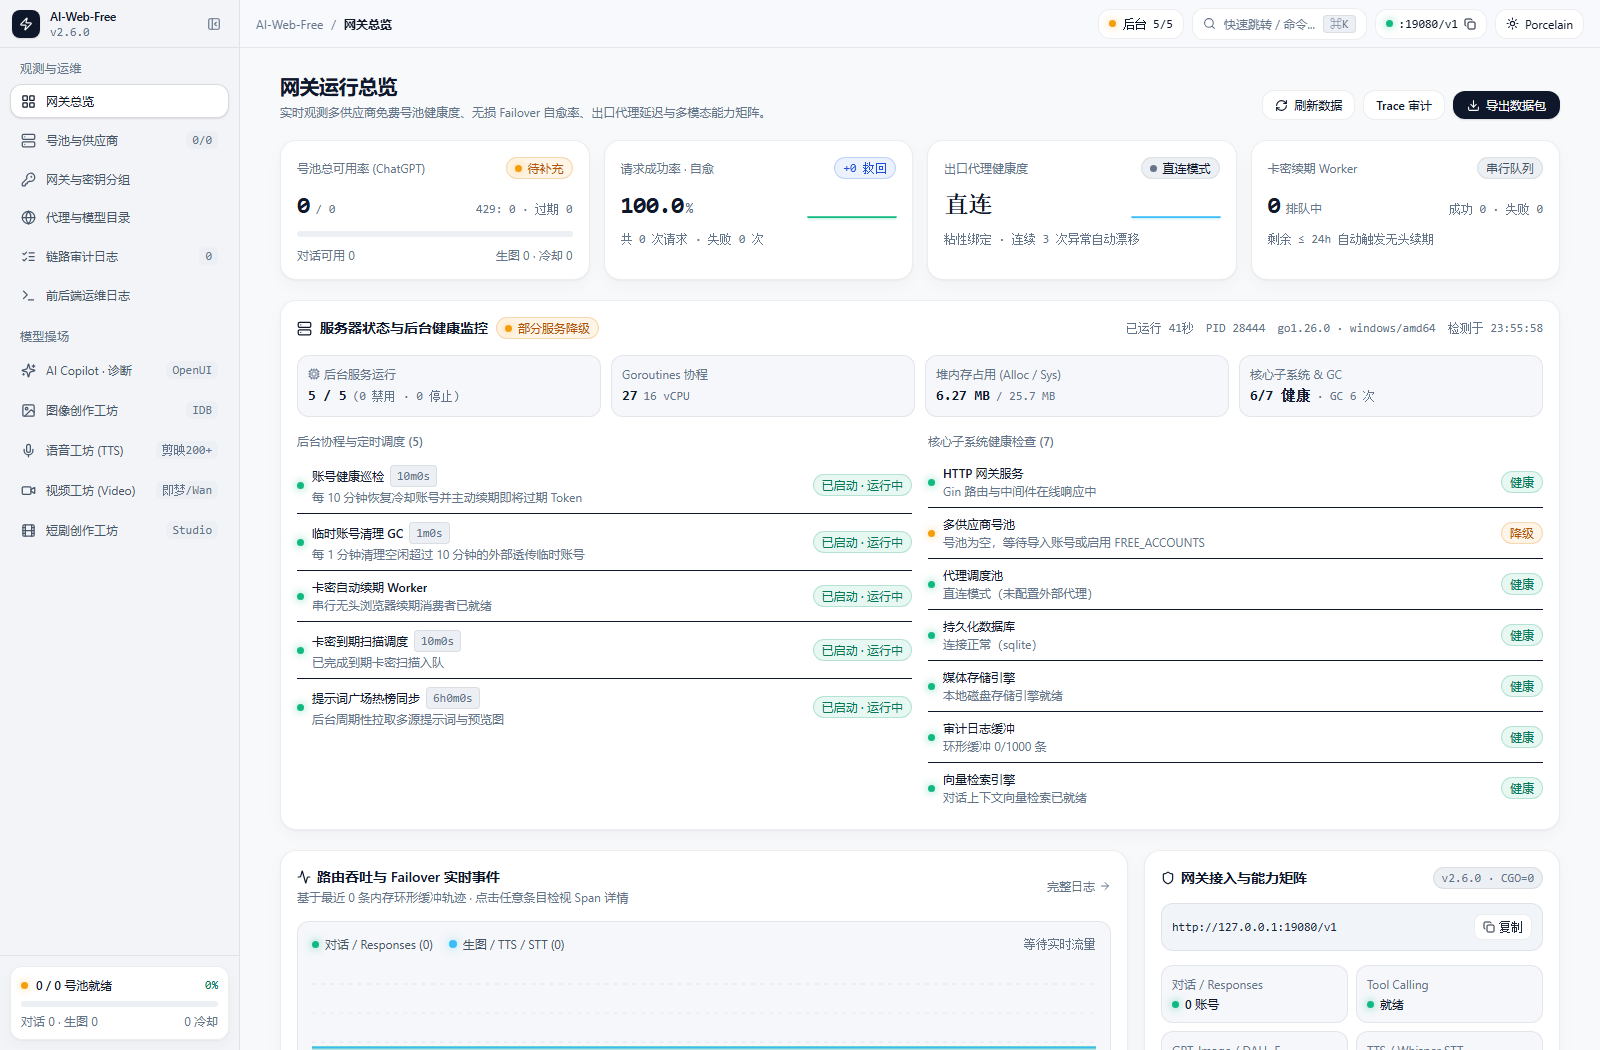 AI-Web-Free
v2.6.0
观测与运维
网关总览
号池与供应商 0/0
网关与密钥分组
代理与模型目录
链路审计日志 0
前后端运维日志
模型操场
AI Copilot · 诊断 OpenUI
图像创作工坊 IDB
语音工坊 (TTS) 剪映200+
视频工坊 (Video) 即梦/Wan
短剧创作工坊 Studio
0 / 0 号池就绪 0%
对话 0 · 生图 0 0 冷却
AI-Web-Free / 网关总览
后台 5/5
快速跳转 / 命令... ⌘K
:19080/v1
Porcelain
网关运行总览
实时观测多供应商免费号池健康度、无损 Failover 自愈率、出口代理延迟与多模态能力矩阵。
刷新数据
Trace 审计
导出数据包
号池总可用率 (ChatGPT) 待补充
0 / 0 429: 0 · 过期 0
对话可用 0 生图 0 · 冷却 0
请求成功率 · 自愈 +0 救回
100.0%
共 0 次请求 · 失败 0 次
出口代理健康度 直连模式
直连
粘性绑定 · 连续 3 次异常自动漂移
卡密续期 Worker 串行队列
0 排队中 成功 0 · 失败 0
剩余 ≤ 24h 自动触发无头续期
服务器状态与后台健康监控 部分服务降级
已运行 41秒 PID 28444 go1.26.0 · windows/amd64 检测于 23:55:58
后台服务运行
5 / 5 (0 禁用 · 0 停止)
Goroutines 协程
27 16 vCPU
堆内存占用 (Alloc / Sys)
6.27 MB / 25.7 MB
核心子系统 & GC
6/7 健康 · GC 6 次
后台协程与定时调度 (5)
账号健康巡检 10m0s
每 10 分钟恢复冷却账号并主动续期即将过期 Token
已启动 · 运行中
临时账号清理 GC 1m0s
每 1 分钟清理空闲超过 10 分钟的外部透传临时账号
已启动 · 运行中
卡密自动续期 Worker
串行无头浏览器续期消费者已就绪
已启动 · 运行中
卡密到期扫描调度 10m0s
已完成到期卡密扫描入队
已启动 · 运行中
提示词广场热榜同步 6h0m0s
后台周期性拉取多源提示词与预览图
已启动 · 运行中
核心子系统健康检查 (7)
HTTP 网关服务
Gin 路由与中间件在线响应中
健康
多供应商号池
号池为空，等待导入账号或启用 FREE_ACCOUNTS
降级
代理调度池
直连模式（未配置外部代理）
健康
持久化数据库
连接正常（sqlite）
健康
媒体存储引擎
本地磁盘存储引擎就绪
健康
审计日志缓冲
环形缓冲 0/1000 条
健康
向量检索引擎
对话上下文向量检索已就绪
健康
路由吞吐与 Failover 实时事件
基于最近 0 条内存环形缓冲轨迹 · 点击任意条目检视 Span 详情
完整日志
对话 / Responses (0) 生图 / TTS / STT (0) 等待实时流量
网关接入与能力矩阵 v2.6.0 · CGO=0
http://127.0.0.1:19080/v1 复制
对话 / Responses
0 账号
Tool Calling
就绪